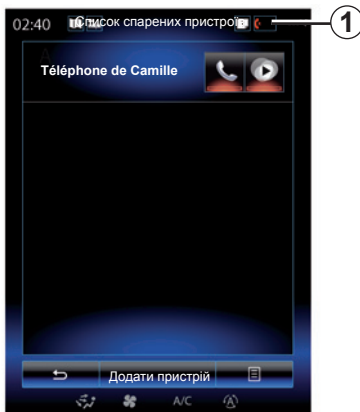 02:40 Список спарених пристроїв
1
Téléphone de Camille
Додати пристрій
A/C